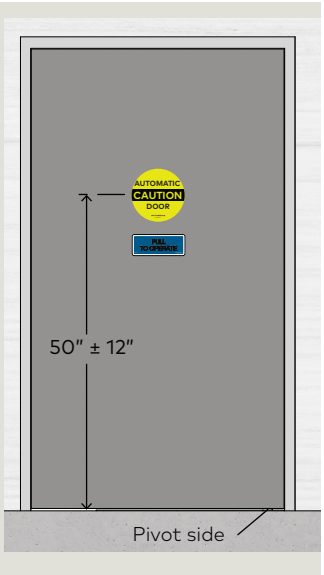 AUTOMATIC
CAUTION
DOOR
PULL
TO OPERATE
50" ± 12"
Pivot side